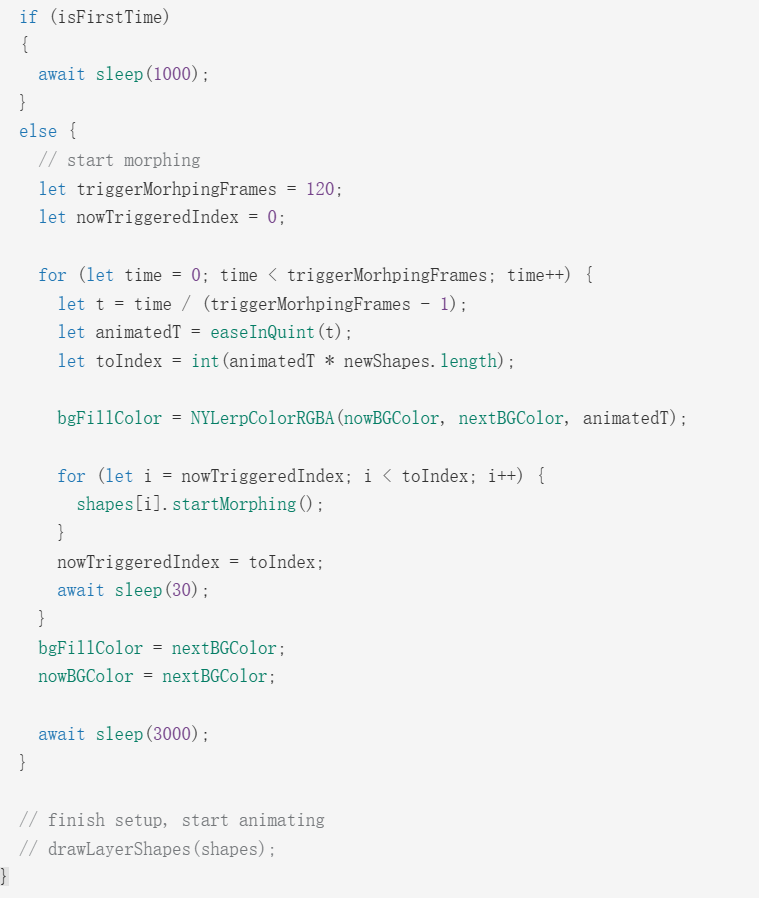 if (isFirstTime)
{
await sleep(1000);
}
else {
// start morphing
let triggerMorhpingFrames = 120;
let nowTriggeredIndex = 0;
for (let time = 0; time < triggerMorhpingFrames; time++) {
let t = time / (triggerMorhpingFrames - 1);
let animatedT = easeInQuint(t);
let toIndex = int(animatedT * newShapes.length);
bgFillColor = NYLerpColorRGBA(nowBGColor, nextBGColor, animatedT);
for (let i = nowTriggeredIndex; i < toIndex; i++) {
shapes[i].startMorphing();
}
nowTriggeredIndex = toIndex;
await sleep(30);
}
bgFillColor = nextBGColor;
nowBGColor = nextBGColor;
await sleep(3000);
}
// finish setup, start animating
// drawLayerShapes(shapes);
}